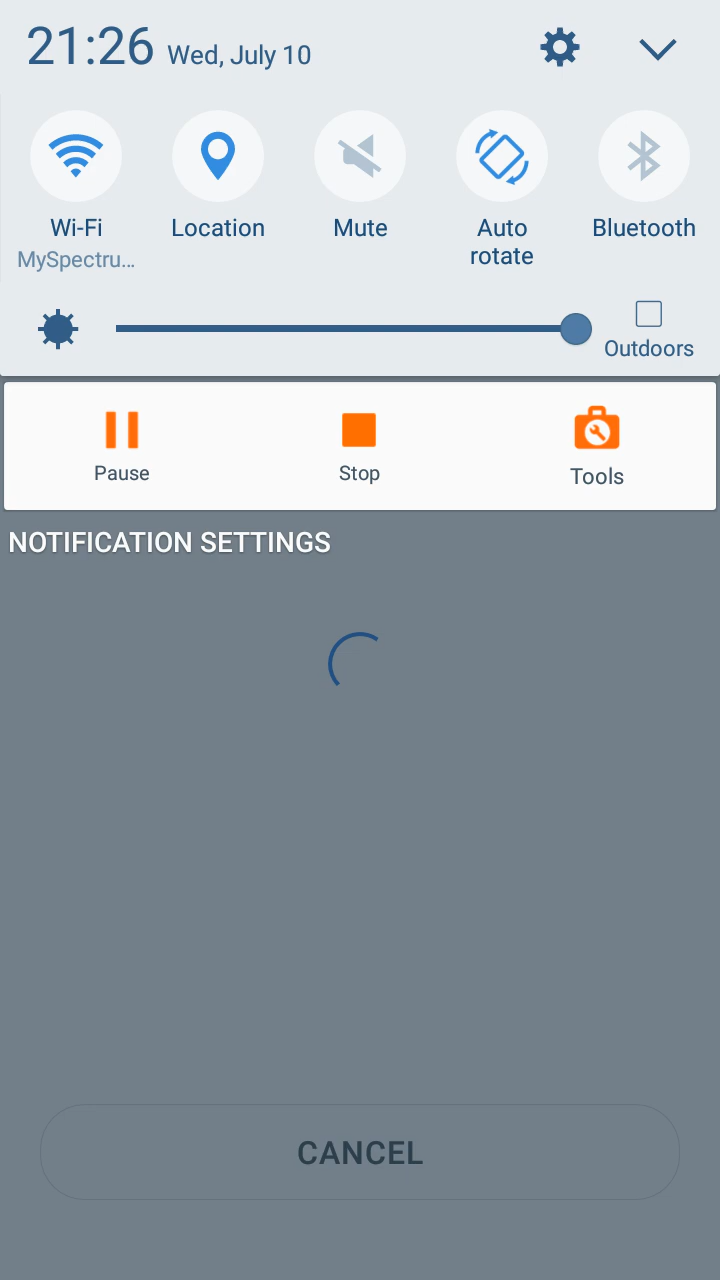 21:26 Wed, July 10
Wi-Fi Location Mute Auto rotate Bluetooth
MySpectru...
Outdoors
Pause Stop Tools
NOTIFICATION SETTINGS
CANCEL